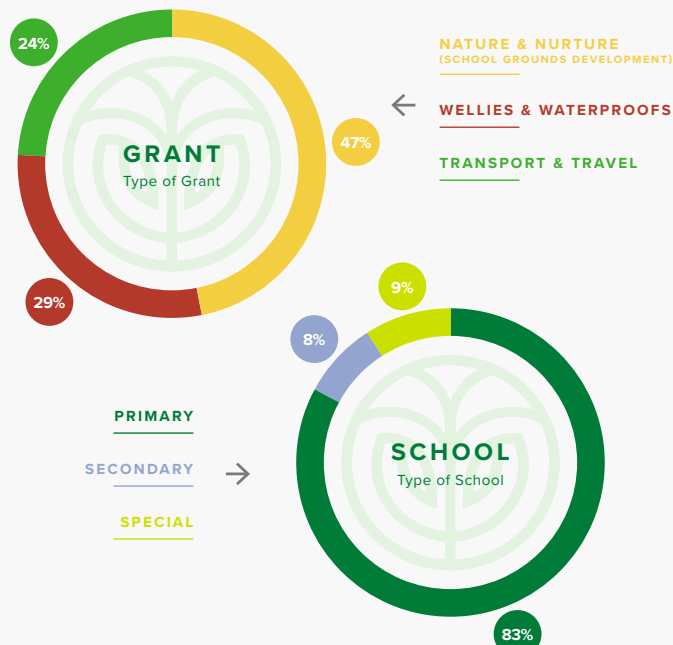 24%
NATURE & NURTURE
(SCHOOL GROUNDS DEVELOPMENT)
WELLIES & WATERPROOFS
47%
GRANT
Type of Grant
TRANSPORT & TRAVEL
29%
9%
8%
PRIMARY
SECONDARY
SPECIAL
SCHOOL
Type of School
83%